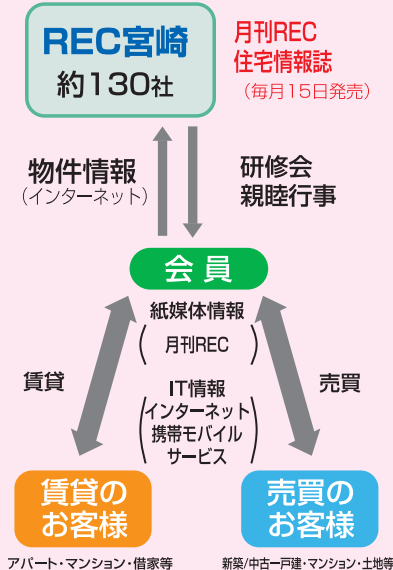 REC宮崎
約130社
月刊REC
住宅情報誌
（毎月15日発売）
物件情報
（インターネット）
研修会
親睦行事
会員
紙媒体情報
（月刊REC）
賃貸
売買
IT情報
インターネット
携帯モバイル
サービス
賃貸の
お客様
売買の
お客様
アパート・マンション・借家等
新築/中古一戸建・マンション・土地等